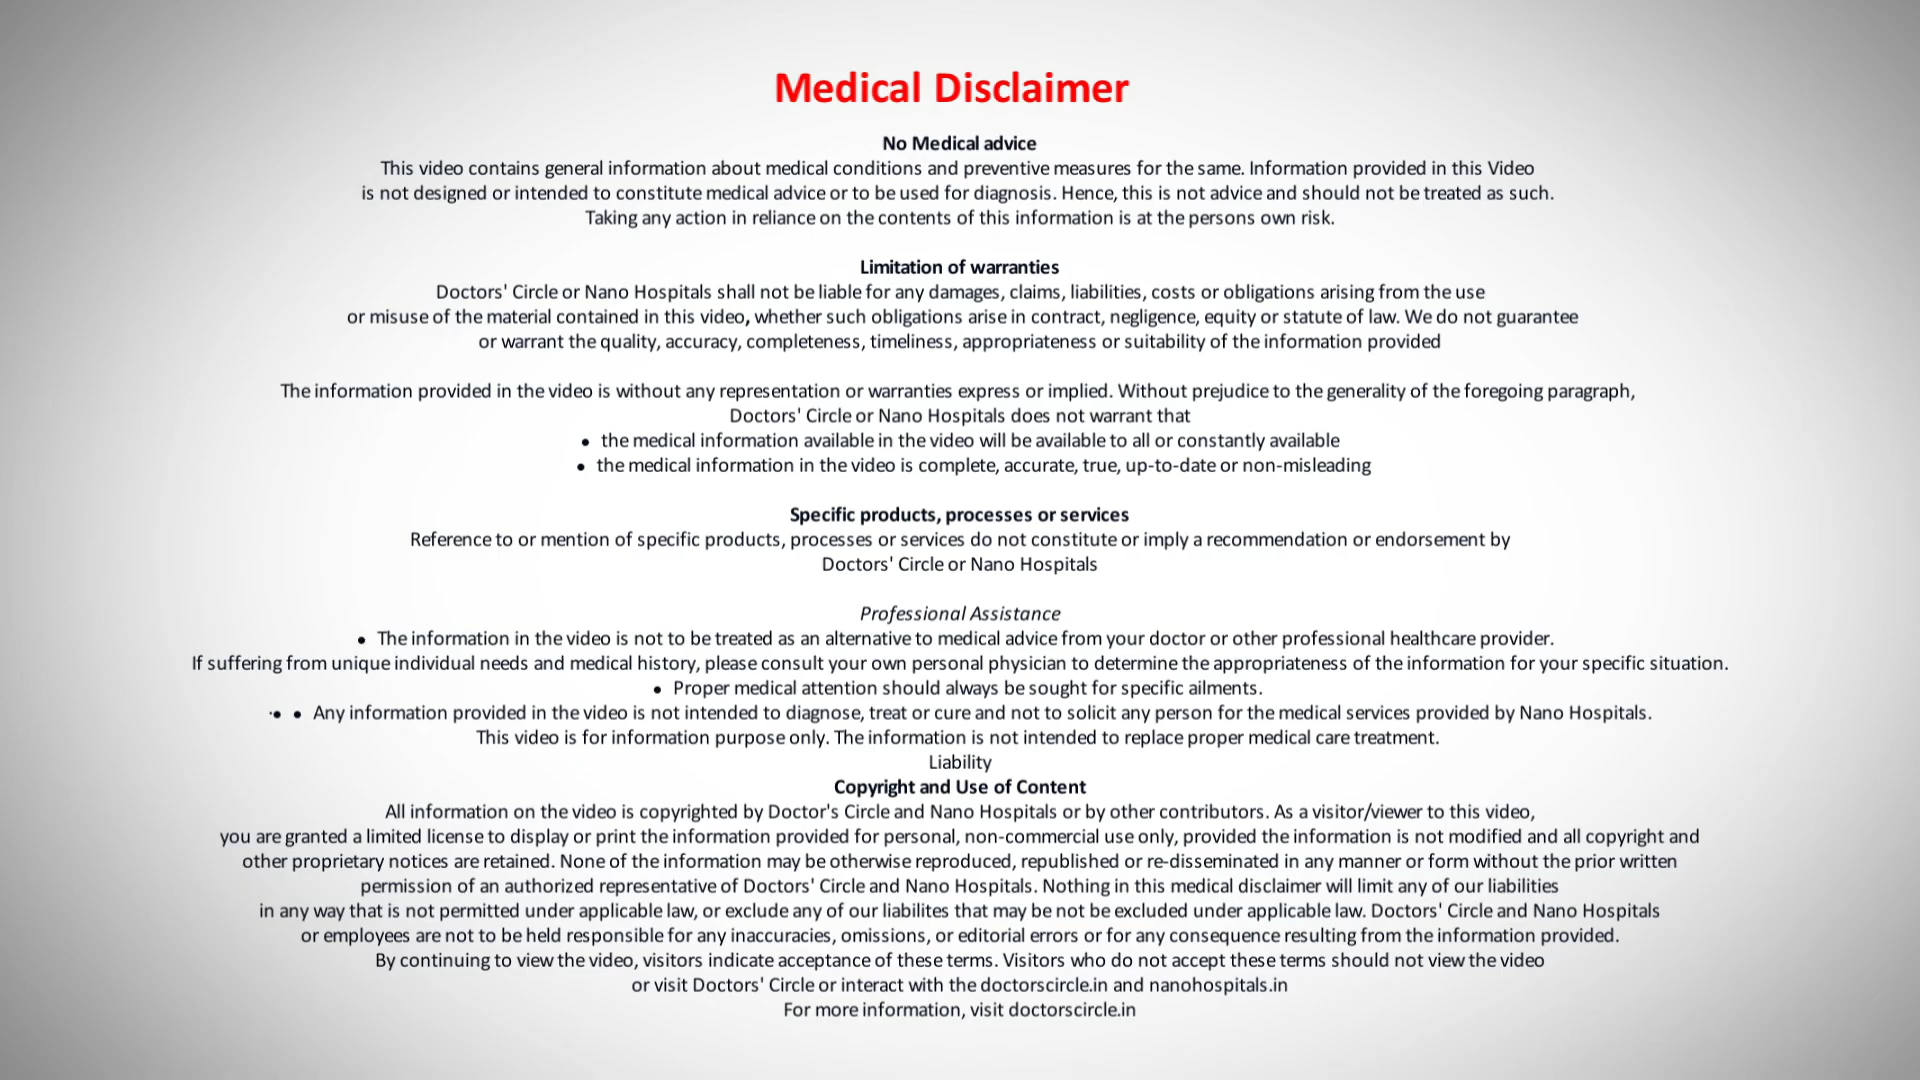 Medical Disclaimer
No Medical advice
This video contains general information about medical conditions and preventive measures for the same. Information provided in this Video
is not designed or intended to constitute medical advice or to be used for diagnosis. Hence, this is not advice and should not be treated as such.
Taking any action in reliance on the contents of this information is at the persons own risk.
Limitation of warranties
Doctors' Circle or Nano Hospitals shall not be liable for any damages, claims, liabilities, costs or obligations arising from the use
or misuse of the material contained in this video, whether such obligations arise in contract, negligence, equity or statute of law. We do not guarantee
or warrant the quality, accuracy, completeness, timeliness, appropriateness or suitability of the information provided
The information provided in the video is without any representation or warranties express or implied. Without prejudice to the generality of the foregoing paragraph,
Doctors' Circle or Nano Hospitals does not warrant that
• the medical information available in the video will be available to all or constantly available
• the medical information in the video is complete, accurate, true, up-to-date or non-misleading
Specific products, processes or services
Reference to or mention of specific products, processes or services do not constitute or imply a recommendation or endorsement by
Doctors' Circle or Nano Hospitals
Professional Assistance
• The information in the video is not to be treated as an alternative to medical advice from your doctor or other professional healthcare provider.
If suffering from unique individual needs and medical history, please consult your own personal physician to determine the appropriateness of the information for your specific situation.
• Proper medical attention should always be sought for specific ailments.
·• • Any information provided in the video is not intended to diagnose, treat or cure and not to solicit any person for the medical services provided by Nano Hospitals.
This video is for information purpose only. The information is not intended to replace proper medical care treatment.
Liability
Copyright and Use of Content
All information on the video is copyrighted by Doctor's Circle and Nano Hospitals or by other contributors. As a visitor/viewer to this video,
you are granted a limited license to display or print the information provided for personal, non-commercial use only, provided the information is not modified and all copyright and
other proprietary notices are retained. None of the information may be otherwise reproduced, republished or re-disseminated in any manner or form without the prior written
permission of an authorized representative of Doctors' Circle and Nano Hospitals. Nothing in this medical disclaimer will limit any of our liabilities
in any way that is not permitted under applicable law, or exclude any of our liabilites that may be not be excluded under applicable law. Doctors' Circle and Nano Hospitals
or employees are not to be held responsible for any inaccuracies, omissions, or editorial errors or for any consequence resulting from the information provided.
By continuing to view the video, visitors indicate acceptance of these terms. Visitors who do not accept these terms should not view the video
or visit Doctors' Circle or interact with the doctorscircle.in and nanohospitals.in
For more information, visit doctorscircle.in